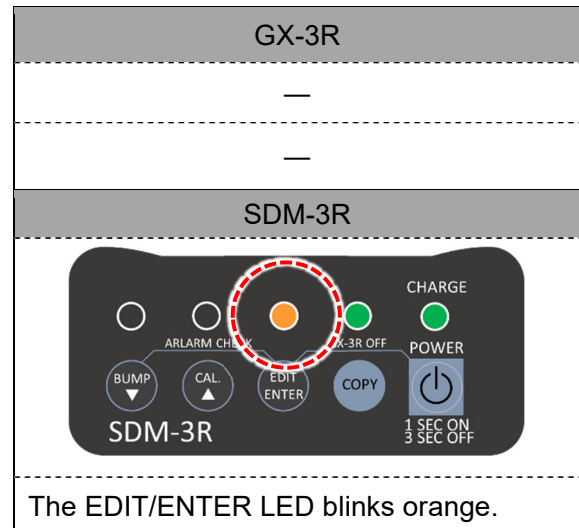 GX-3R
—
—
SDM-3R
CHARGE
ARLARM CHECK
X-3R OFF
POWER
BUMP
▼
CAL.
▲
EDIT
ENTER
COPY
SDM-3R
1 SEC ON
3 SEC OFF
The EDIT/ENTER LED blinks orange.